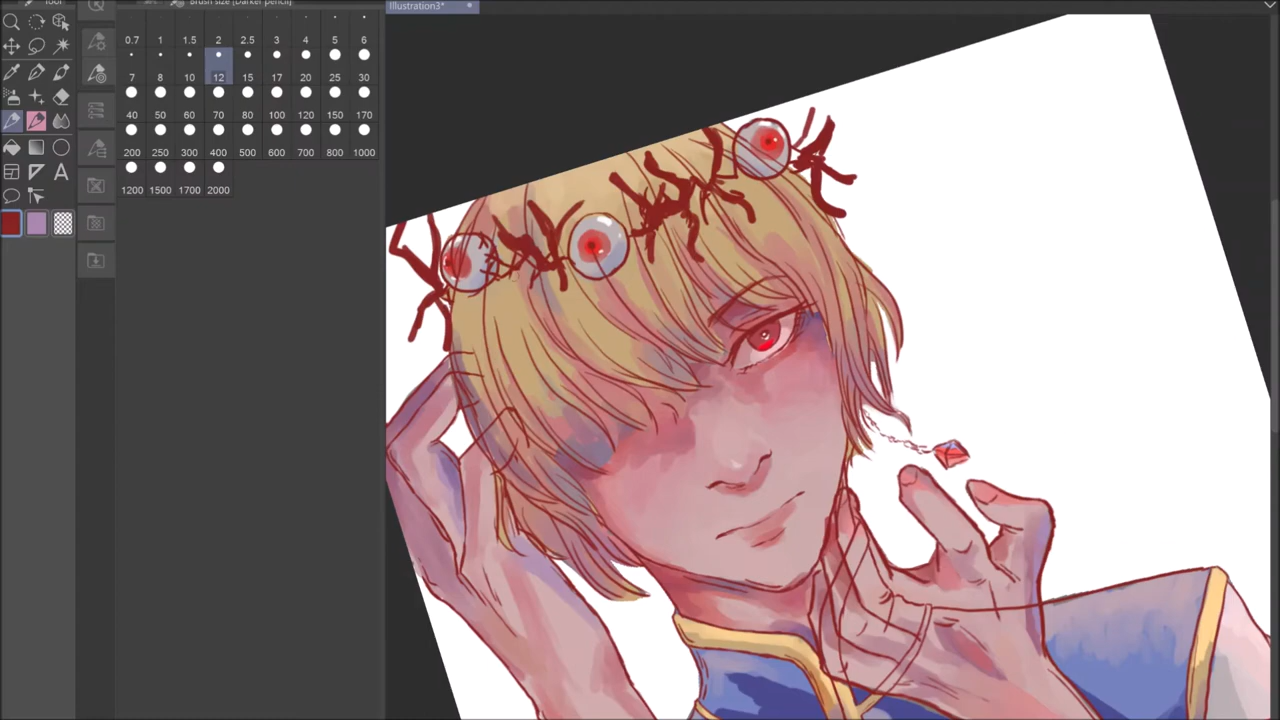 Tool
Brush size [Darker pencil]
Illustration3*
0.7 1 1.5 2 2.5 3 4 5 6
7 8 10 12 15 17 20 25 30
40 50 60 70 80 100 120 150 170
200 250 300 400 500 600 700 800 1000
1200 1500 1700 2000
A